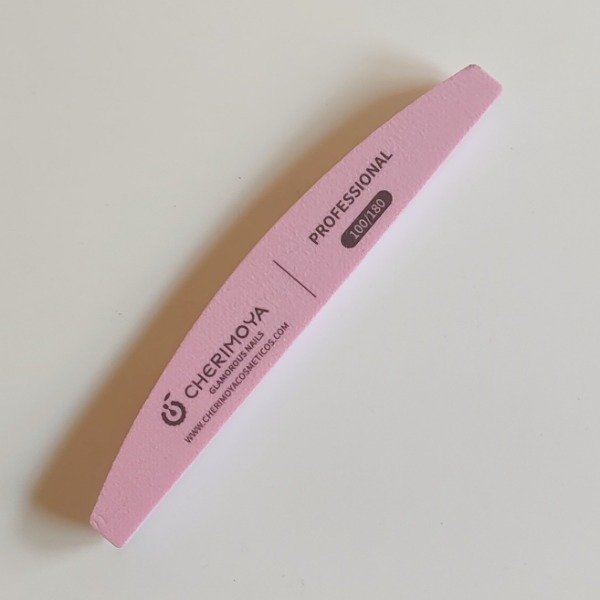 CHERIMOYA
GLAMOROUS NAILS
WWW.CHERIMOYACOSMETICOS.COM
PROFESSIONAL
100/180